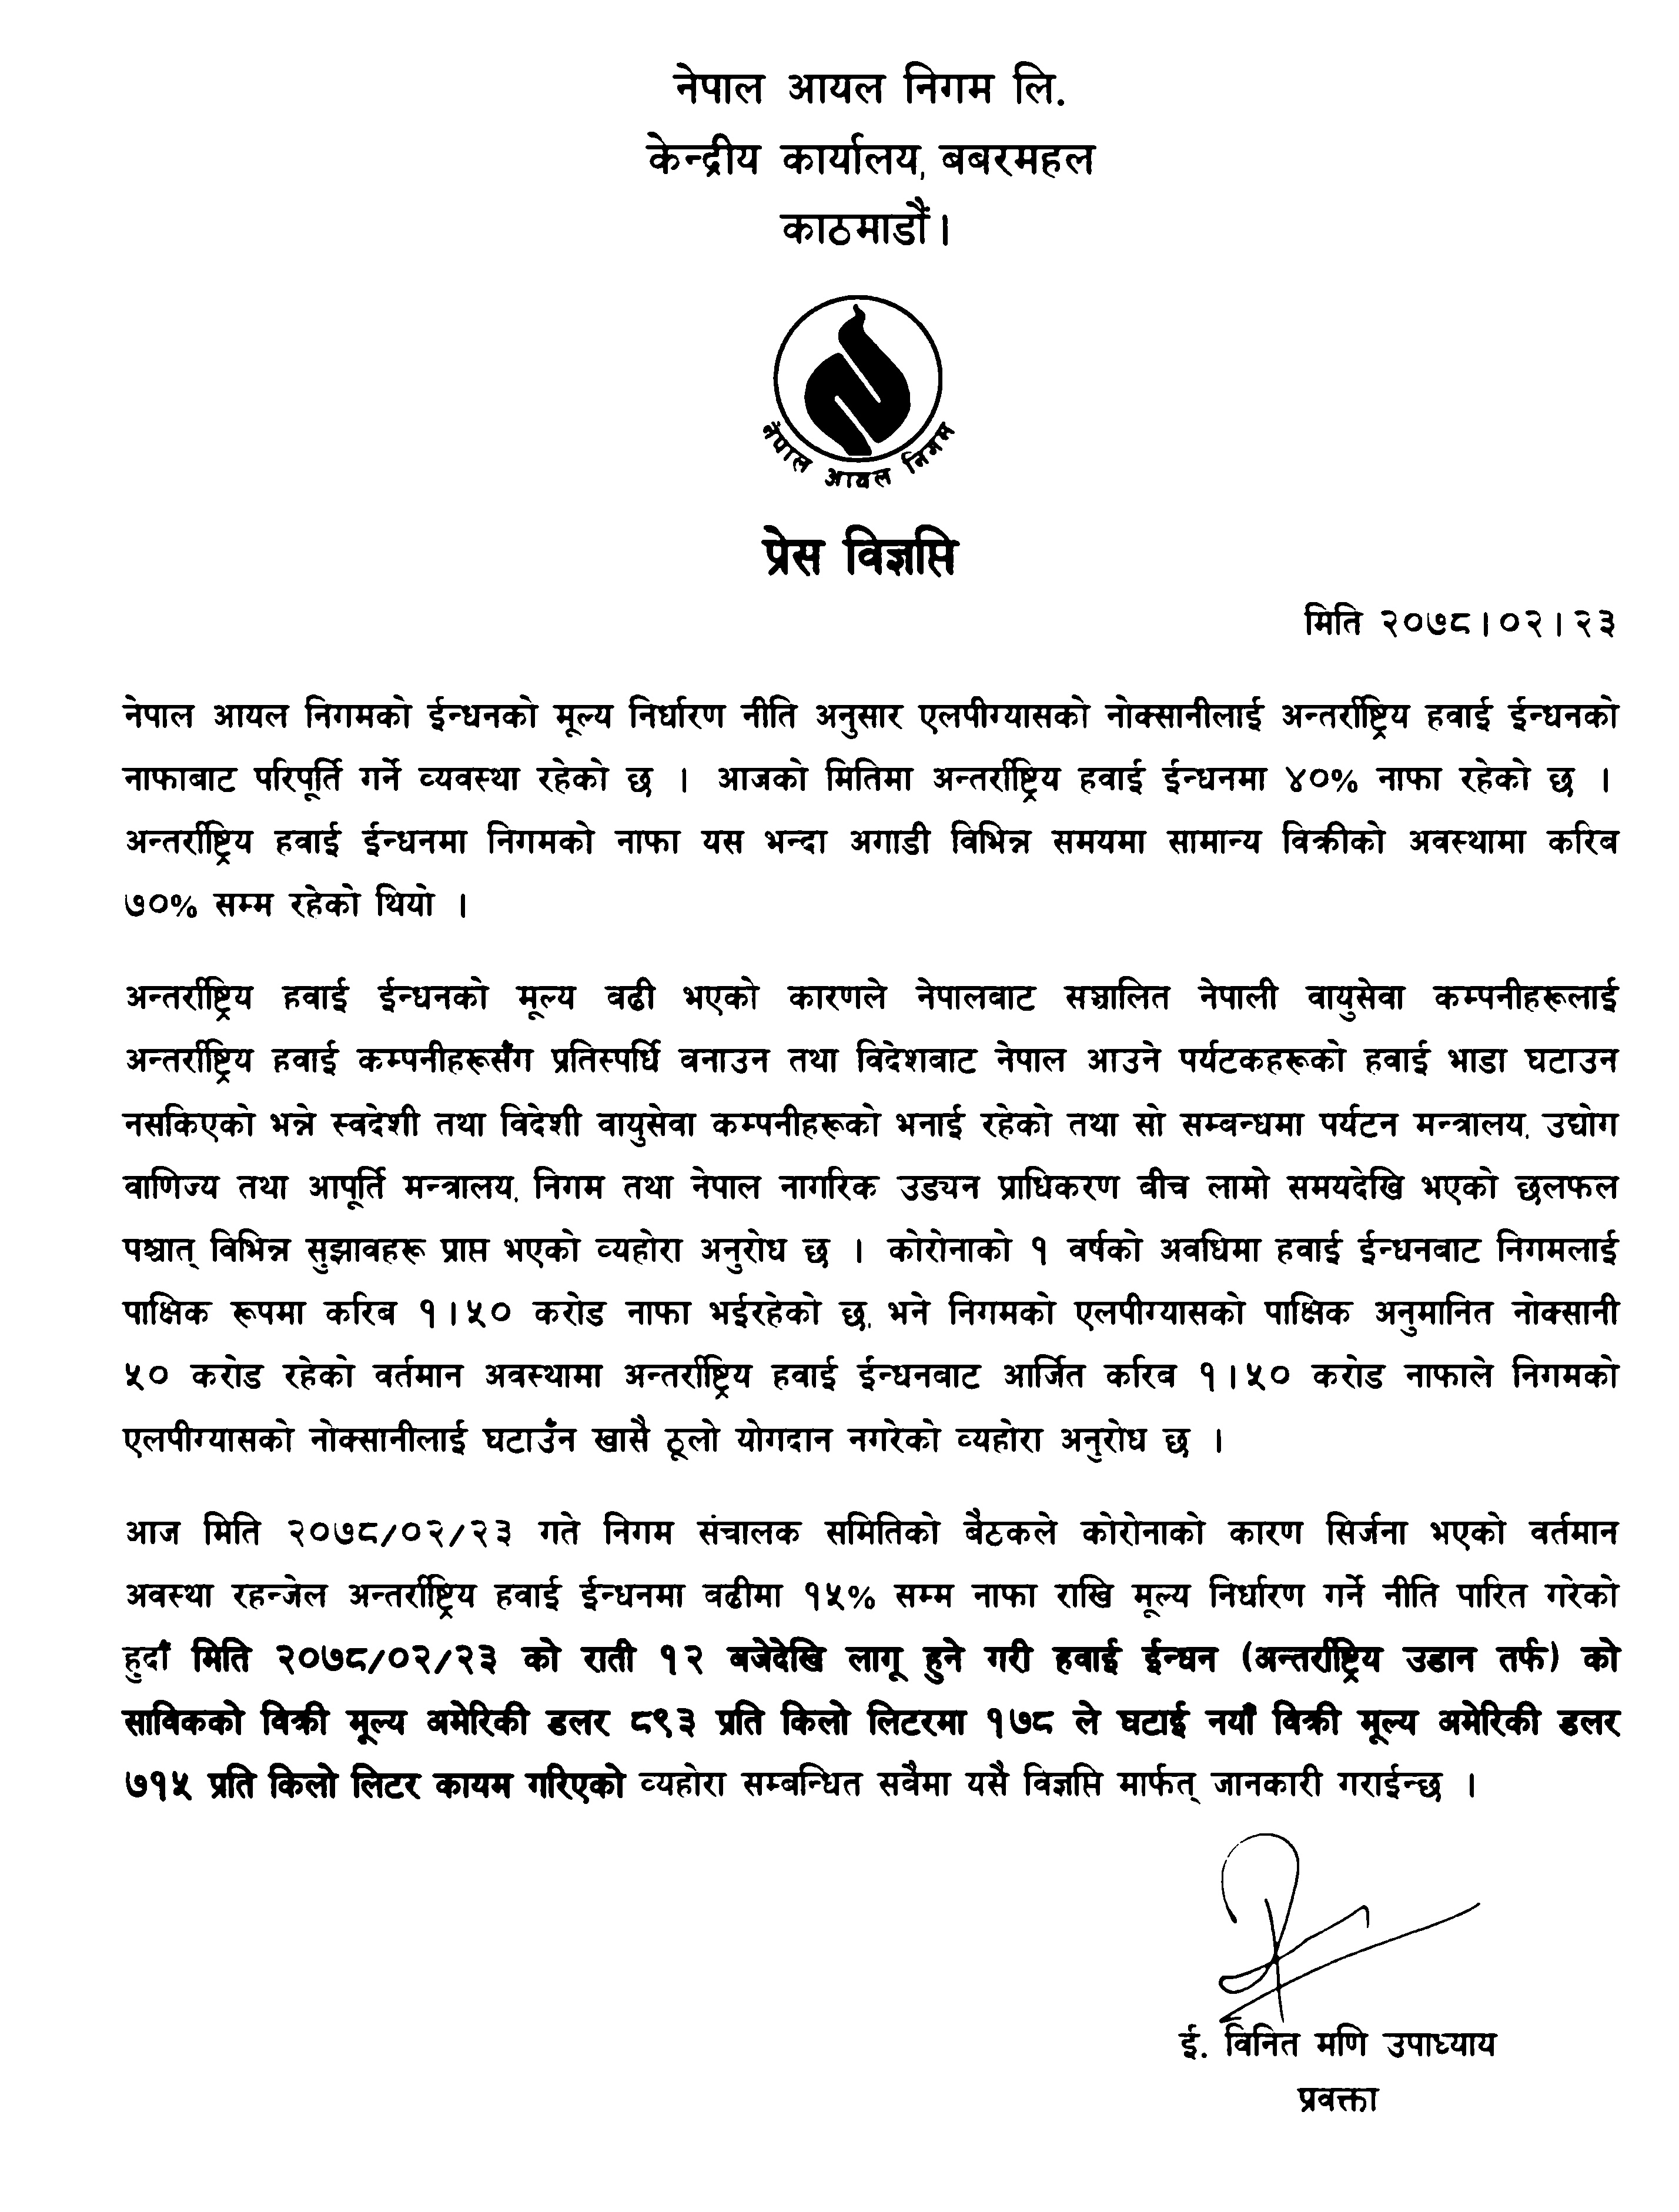 नेपाल आयल निगम लि.
केन्द्रीय कार्यालय, बबरमहल
काठमाडौं।
नेपाल आयल निगम
प्रेस विज्ञप्ति
मिति २०७८।०२।२३
नेपाल आयल निगमको ईन्धनको मूल्य निर्धारण नीति अनुसार एलपीग्यासको नोक्सानीलाई अन्तर्राष्ट्रिय हवाई ईन्धनको
नाफाबाट परिपूर्ति गर्ने व्यवस्था रहेको छ । आजको मितिमा अन्तर्राष्ट्रिय हवाई ईन्धनमा ४०% नाफा रहेको छ ।
अन्तर्राष्ट्रिय हवाई ईन्धनमा निगमको नाफा यस भन्दा अगाडी विभिन्न समयमा सामान्य विक्रीको अवस्थामा करिब
७०% सम्म रहेको थियो ।
अन्तर्राष्ट्रिय हवाई ईन्धनको मूल्य बढी भएको कारणले नेपालबाट सञ्चालित नेपाली वायुसेवा कम्पनीहरूलाई
अन्तर्राष्ट्रिय हवाई कम्पनीहरूसँग प्रतिस्पर्धि वनाउन तथा विदेशबाट नेपाल आउने पर्यटकहरूको हवाई भाडा घटाउन
नसकिएको भन्ने स्वदेशी तथा विदेशी वायुसेवा कम्पनीहरूको भनाई रहेको तथा सो सम्बन्धमा पर्यटन मन्त्रालय, उद्योग
वाणिज्य तथा आपूर्ति मन्त्रालय, निगम तथा नेपाल नागरिक उड्यन प्राधिकरण बीच लामो समयदेखि भएको छलफल
पश्चात् विभिन्न सुझावहरू प्राप्त भएको व्यहोरा अनुरोध छ । कोरोनाको १ वर्षको अवधिमा हवाई ईन्धनबाट निगमलाई
पाक्षिक रूपमा करिब १।५० करोड नाफा भईरहेको छ, भने निगमको एलपीग्यासको पाक्षिक अनुमानित नोक्सानी
५० करोड रहेको वर्तमान अवस्थामा अन्तर्राष्ट्रिय हवाई ईन्धनबाट आर्जित करिब १।५० करोड नाफाले निगमको
एलपीग्यासको नोक्सानीलाई घटाउँन खासै ठूलो योगदान नगरेको व्यहोरा अनुरोध छ ।
आज मिति २०७८/०२/२३ गते निगम संचालक समितिको बैठकले कोरोनाको कारण सिर्जना भएको वर्तमान
अवस्था रहन्जेल अन्तर्राष्ट्रिय हवाई ईन्धनमा बढीमा १५% सम्म नाफा राखि मूल्य निर्धारण गर्ने नीति पारित गरेको
हुदाँ मिति २०७८/०२/२३ को राती १२ बजेदेखि लागू हुने गरी हवाई ईन्धन (अन्तर्राष्ट्रिय उडान तर्फ) को
साविकको विक्री मूल्य अमेरिकी डलर ८९३ प्रति किलो लिटरमा १७८ ले घटाई नयाँ विक्री मूल्य अमेरिकी डलर
७१५ प्रति किलो लिटर कायम गरिएको व्यहोरा सम्बन्धित सवैमा यसै विज्ञप्ति मार्फत् जानकारी गराईन्छ ।
ई. विनित मणि उपाध्याय
प्रवक्ता